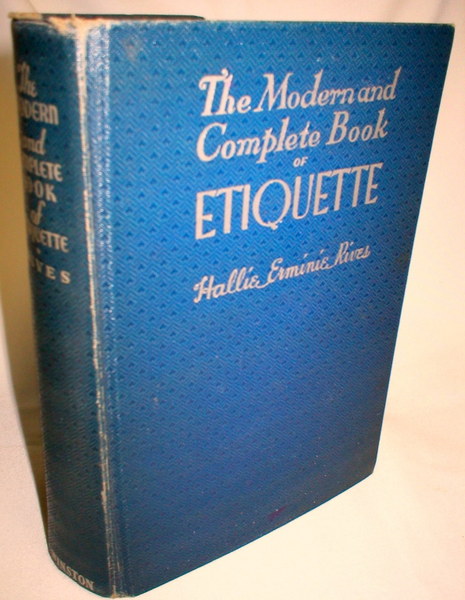 The Modern and
Complete Book
OF
ETIQUETTE
Hallie Erminie Rives
The
MODERN
and
COMPLETE
BOOK
of
ETIQUETTE
RIVES
WINSTON